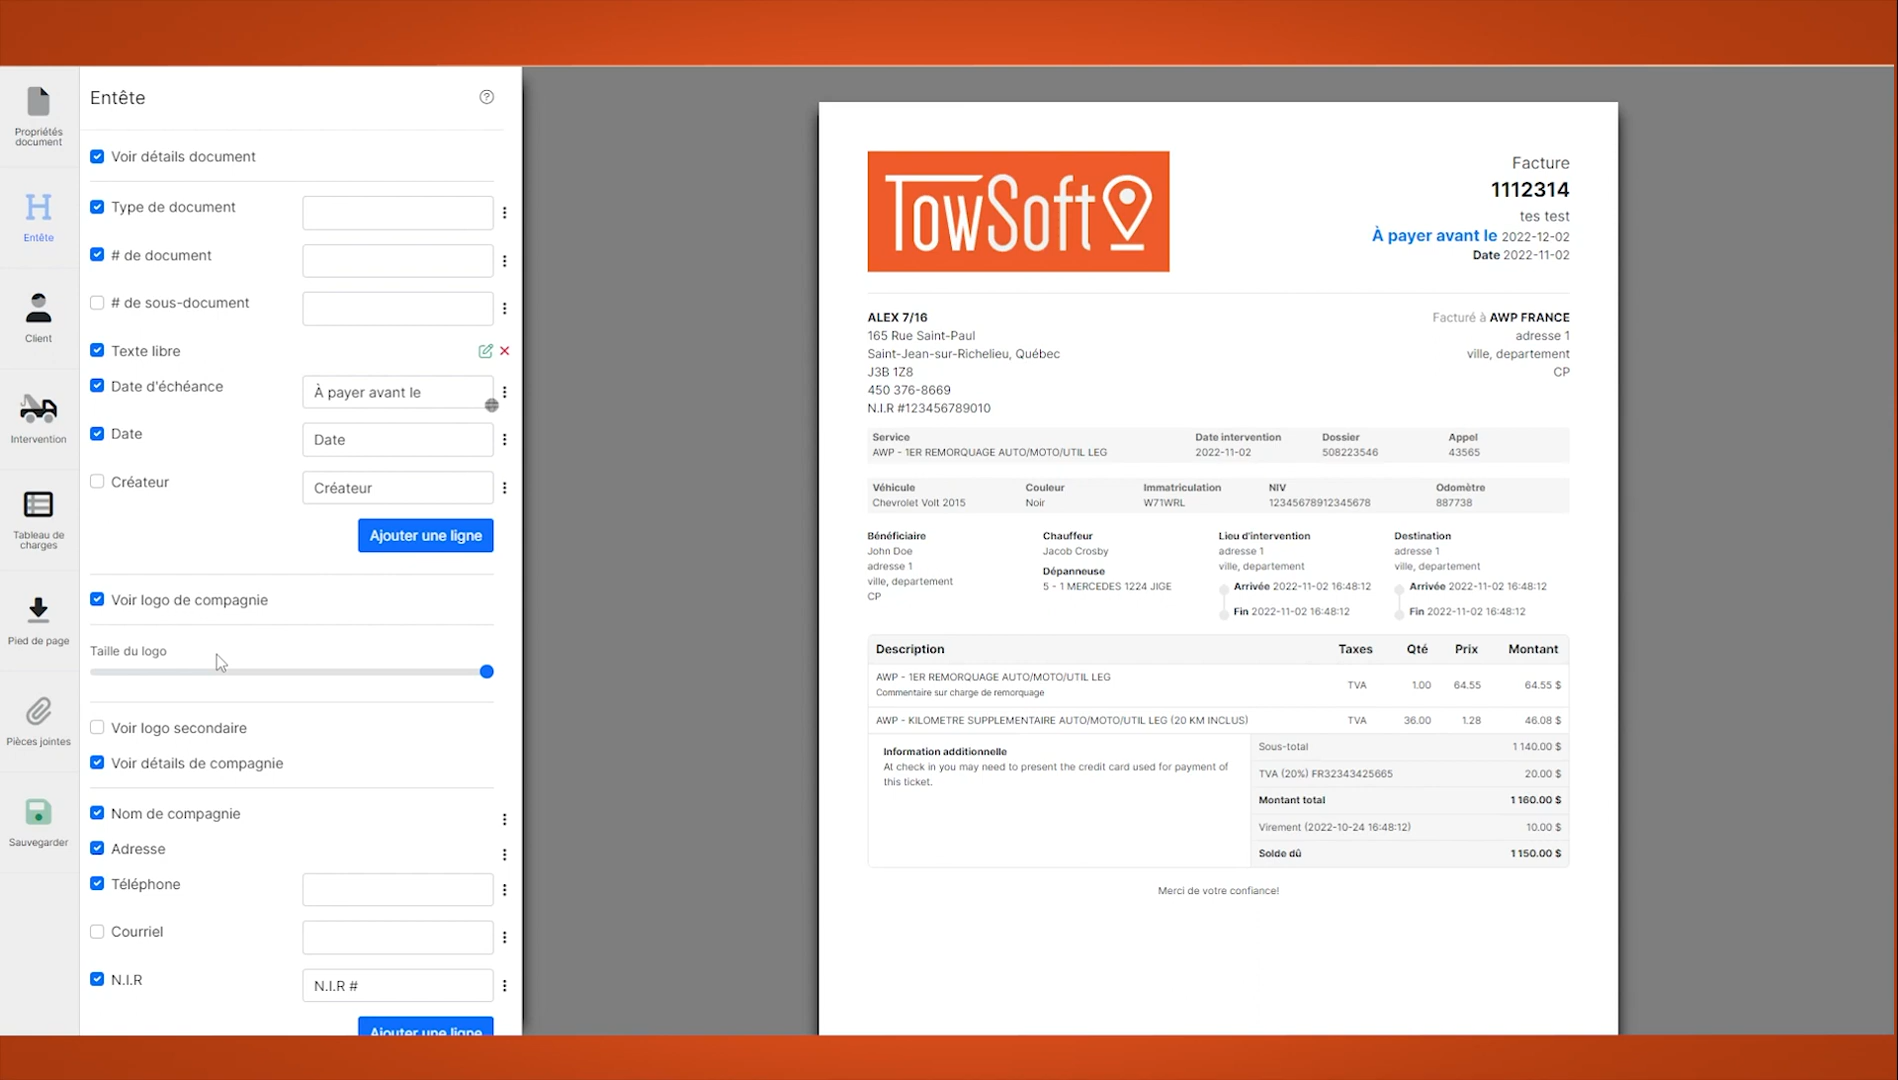 Propriétés
document
Entête
Client
Intervention
Tableau de
charges
Pied de page
Pièces jointes
Sauvegarder
Entête
Voir détails document
Type de document
# de document
# de sous-document
Texte libre
Date d'échéance
À payer avant le
Date
Date
Créateur
Créateur
Ajouter une ligne
Voir logo de compagnie
Taille du logo
Voir logo secondaire
Voir détails de compagnie
Nom de compagnie
Adresse
Téléphone
Courriel
N.I.R
N.I.R #
Ajouter une ligne
TowSoft
Facture
1112314
tes test
À payer avant le 2022-12-02
Date 2022-11-02
ALEX 7/16
165 Rue Saint-Paul
Saint-Jean-sur-Richelieu, Québec
J3B 1Z8
450 376-8669
N.I.R #123456789010
Facturé à AWP FRANCE
adresse 1
ville, departement
CP
Service Date intervention Dossier Appel
AWP - 1ER REMORQUAGE AUTO/MOTO/UTIL LEG 2022-11-02 508223546 43565
Véhicule Couleur Immatriculation NIV Odomètre
Chevrolet Volt 2015 Noir W71WRL 12345678912345678 887738
Bénéficiaire
John Doe
adresse 1
ville, departement
CP
Chauffeur
Jacob Crosby
Dépanneuse
5 - 1 MERCEDES 1224 JIGE
Lieu d'intervention
adresse 1
ville, departement
Arrivée 2022-11-02 16:48:12
Fin 2022-11-02 16:48:12
Destination
adresse 1
ville, departement
Arrivée 2022-11-02 16:48:12
Fin 2022-11-02 16:48:12
Description Taxes Qté Prix Montant
AWP - 1ER REMORQUAGE AUTO/MOTO/UTIL LEG
Commentaire sur charge de remorquage
TVA 1.00 64.55 64.55 $
AWP - KILOMETRE SUPPLEMENTAIRE AUTO/MOTO/UTIL LEG (20 KM INCLUS) TVA 36.00 1.28 46.08 $
Information additionnelle
At check in you may need to present the credit card used for payment of
this ticket.
Sous-total 1 140.00 $
TVA (20%) FR32343425665 20.00 $
Montant total 1 160.00 $
Virement (2022-10-24 16:48:12) 10.00 $
Solde dû 1 150.00 $
Merci de votre confiance!